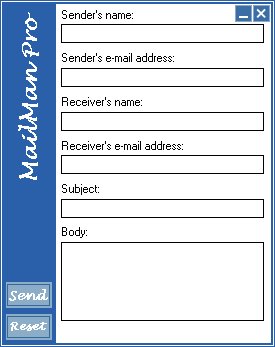 MailMan Pro
Sender's name:
Sender's e-mail address:
Receiver's name:
Receiver's e-mail address:
Subject:
Body:
Send
Reset